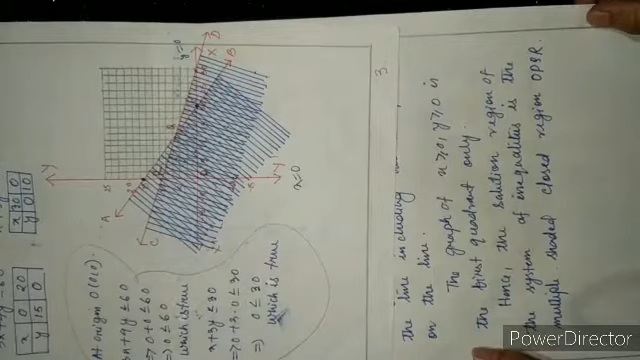 x 0 20
y 15 0
x 30 0
y 0 10
At origin O(0,0)
3x+4y ≤ 60
⇒ 0+0 ≤ 60
⇒ 0 ≤ 60
which is true
x+3y ≤ 30
⇒ 0+3.0 ≤ 30
⇒ 0 ≤ 30
which is true
A
B
C
D
X
Y
25
y=0
x=0
3
the line including
on the line.
The graph of x ≥ 0, y ≥ 0 is
the first quadrant only.
Hence, the solution region of
the system of inequalities is the
multiple shaded closed region OPQR.
PowerDirector